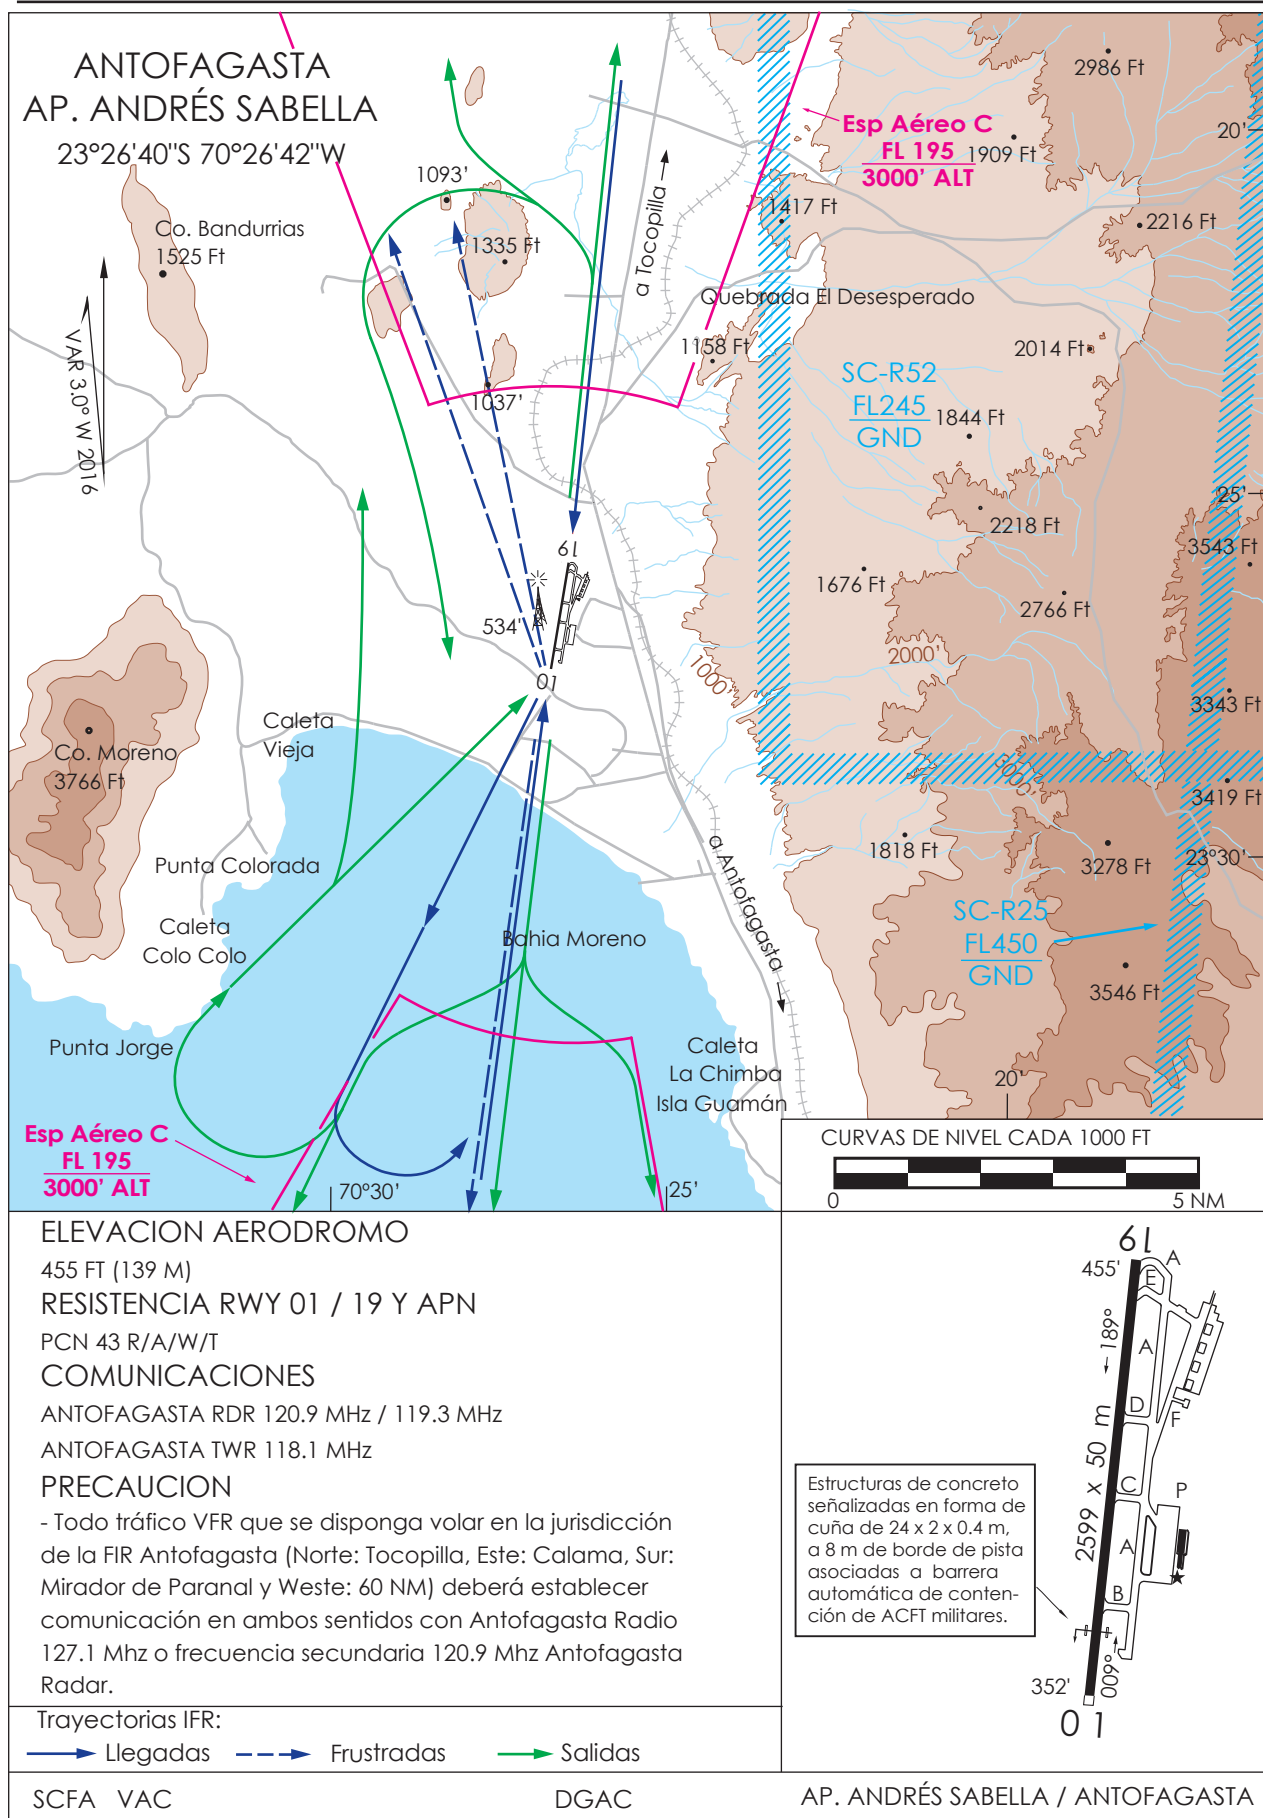 ANTOFAGASTA
AP. ANDRÉS SABELLA
23°26'40"S 70°26'42"W
2986 Ft
Esp Aéreo C
FL 195
3000' ALT
20'
1909 Ft
1093'
1417 Ft
2216 Ft
Co. Bandurrias
1525 Ft
1335 Ft
a Tocopilla
Quebrada El Desesperado
VAR 3.0° W 2016
1158 Ft
2014 Ft
SC-R52
FL245
GND
1037'
1844 Ft
25'
2218 Ft
3543 Ft
19
1676 Ft
2766 Ft
534'
2000'
1000'
01
3343 Ft
Caleta
Vieja
Co. Moreno
3766 Ft
3000'
3419 Ft
1818 Ft
3278 Ft
23°30'
Punta Colorada
a Antofagasta
Caleta
Colo Colo
Bahia Moreno
SC-R25
FL450
GND
3546 Ft
Punta Jorge
Caleta
La Chimba
Isla Guamán
20'
Esp Aéreo C
FL 195
3000' ALT
70°30'
25'
CURVAS DE NIVEL CADA 1000 FT
0 5 NM
ELEVACION AERODROMO
455 FT (139 M)
RESISTENCIA RWY 01 / 19 Y APN
PCN 43 R/A/W/T
COMUNICACIONES
ANTOFAGASTA RDR 120.9 MHz / 119.3 MHz
ANTOFAGASTA TWR 118.1 MHz
PRECAUCION
- Todo tráfico VFR que se disponga volar en la jurisdicción
de la FIR Antofagasta (Norte: Tocopilla, Este: Calama, Sur:
Mirador de Paranal y Weste: 60 NM) deberá establecer
comunicación en ambos sentidos con Antofagasta Radio
127.1 Mhz o frecuencia secundaria 120.9 Mhz Antofagasta
Radar.
19
455'
A
E
189°
A
D
F
2599 x 50 m
C
P
A
B
Estructuras de concreto
señalizadas en forma de
cuña de 24 x 2 x 0.4 m,
a 8 m de borde de pista
asociadas a barrera
automática de conten-
ción de ACFT militares.
009°
352'
01
Trayectorias IFR:
Llegadas Frustradas Salidas
SCFA VAC DGAC AP. ANDRÉS SABELLA / ANTOFAGASTA